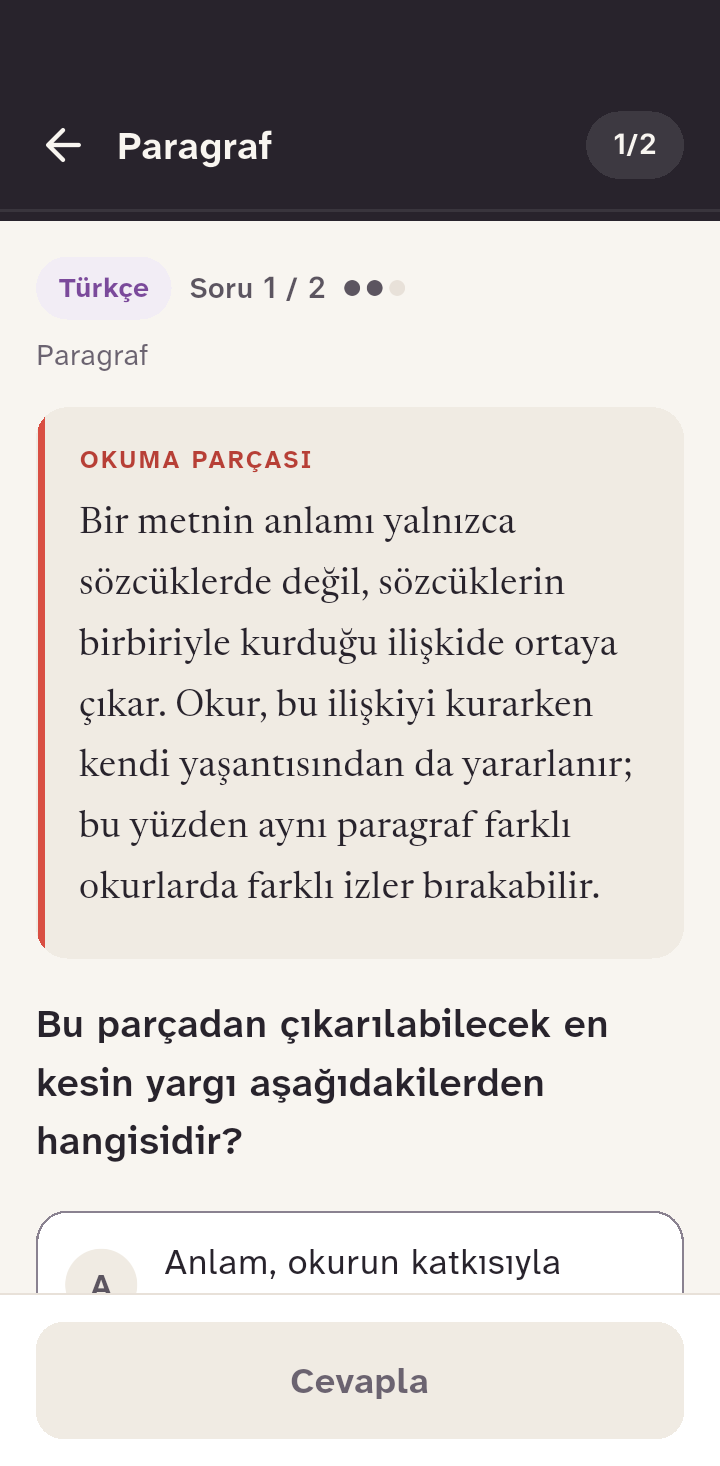 Paragraf
1/2
Türkçe
Soru 1 / 2
Paragraf
OKUMA PARÇASI
Bir metnin anlamı yalnızca
sözcüklerde değil, sözcüklerin
birbiriyle kurduğu ilişkide ortaya
çıkar. Okur, bu ilişkiyi kurarken
kendi yaşantısından da yararlanır;
bu yüzden aynı paragraf farklı
okurlarda farklı izler bırakabilir.
Bu parçadan çıkarılabilecek en
kesin yargı aşağıdakilerden
hangisidir?
A
Anlam, okurun katkısıyla
Cevapla